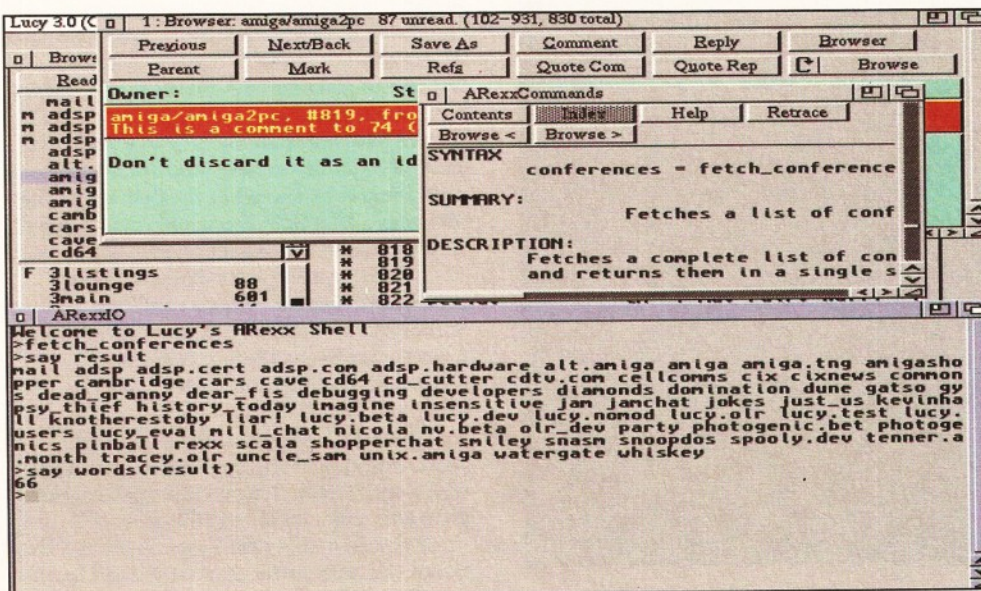 Lucy 3.0 (C
1 : Browser: amiga/amiga2pc 87 unread. (102-931, 830 total)
Previous Next/Back Save As Comment Reply Browser
Parent Mark Refs Quote Com Quote Rep Browse
Brows
Read
mail
m adsp
m adsp
m adsp
adsp
alt.
amig
amig
amig
camb
cars
cave
cd64
F 3listings
3lounge 88
3main 601
Owner: St
amiga/amiga2pc, #819, fro
This is a comment to 74 (
Don't discard it as an id
* 818
* 819
* 820
* 821
* 822
ARexxCommands
Contents Index Help Retrace
Browse < Browse >
SYNTAX
conferences = fetch_conference
SUMMARY:
Fetches a list of conf
DESCRIPTION:
Fetches a complete list of con
and returns them in a single s
ARexxIO
Welcome to Lucy's ARexx Shell
>fetch_conferences
>say result
mail adsp adsp.cert adsp.com adsp.hardware alt.amiga amiga amiga.tng amigasho
pper cambridge cars cave cd64 cd_cutter cdtv.com cellcomms cix cixnews common
s dead_granny dear_fis debugging developers diamonds domination dune gatso gy
psy_thief history_today imagine insensitive jam jamchat jokes just_us kevinha
ll knotherestoby liar lucy.beta lucy.dev lucy.nomod lucy.olr lucy.test lucy.
users lucy_eval mill_chat nicola nv.beta olr_dev party photogenic.bet photoge
nics pinball rexx scala shopperchat smiley snasm snoopdos spooly.dev tenner.a
.month tracey.olr uncle_sam unix.amiga watergate whiskey
>say words(result)
66
>